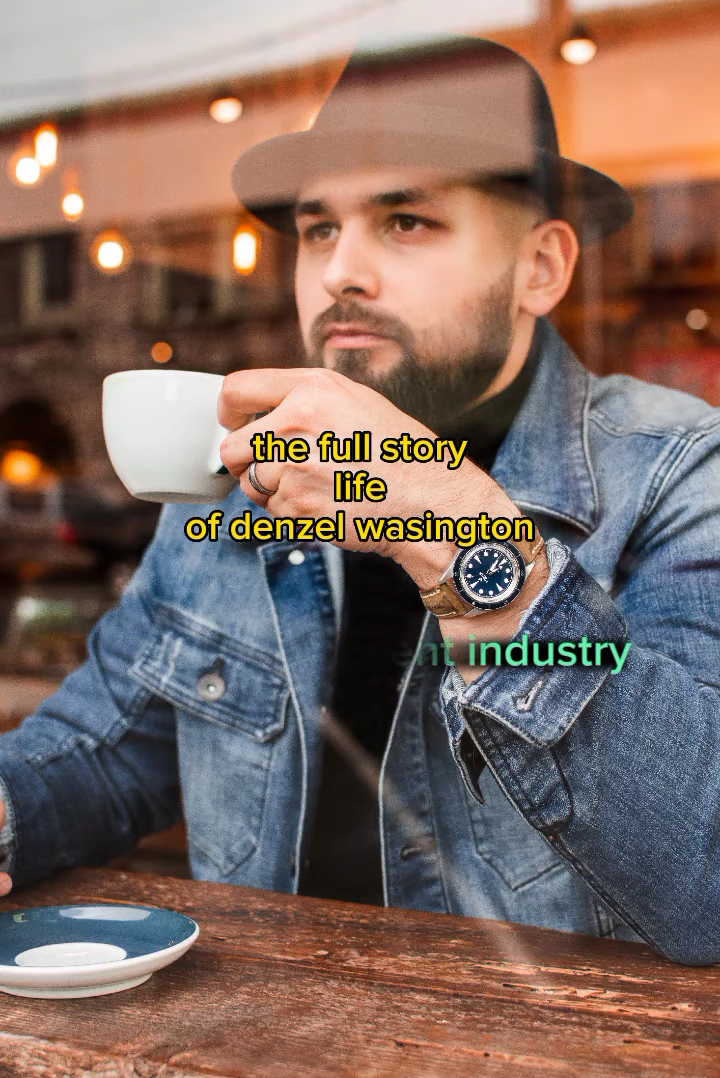 the full story
life
of denzel wasington
industry